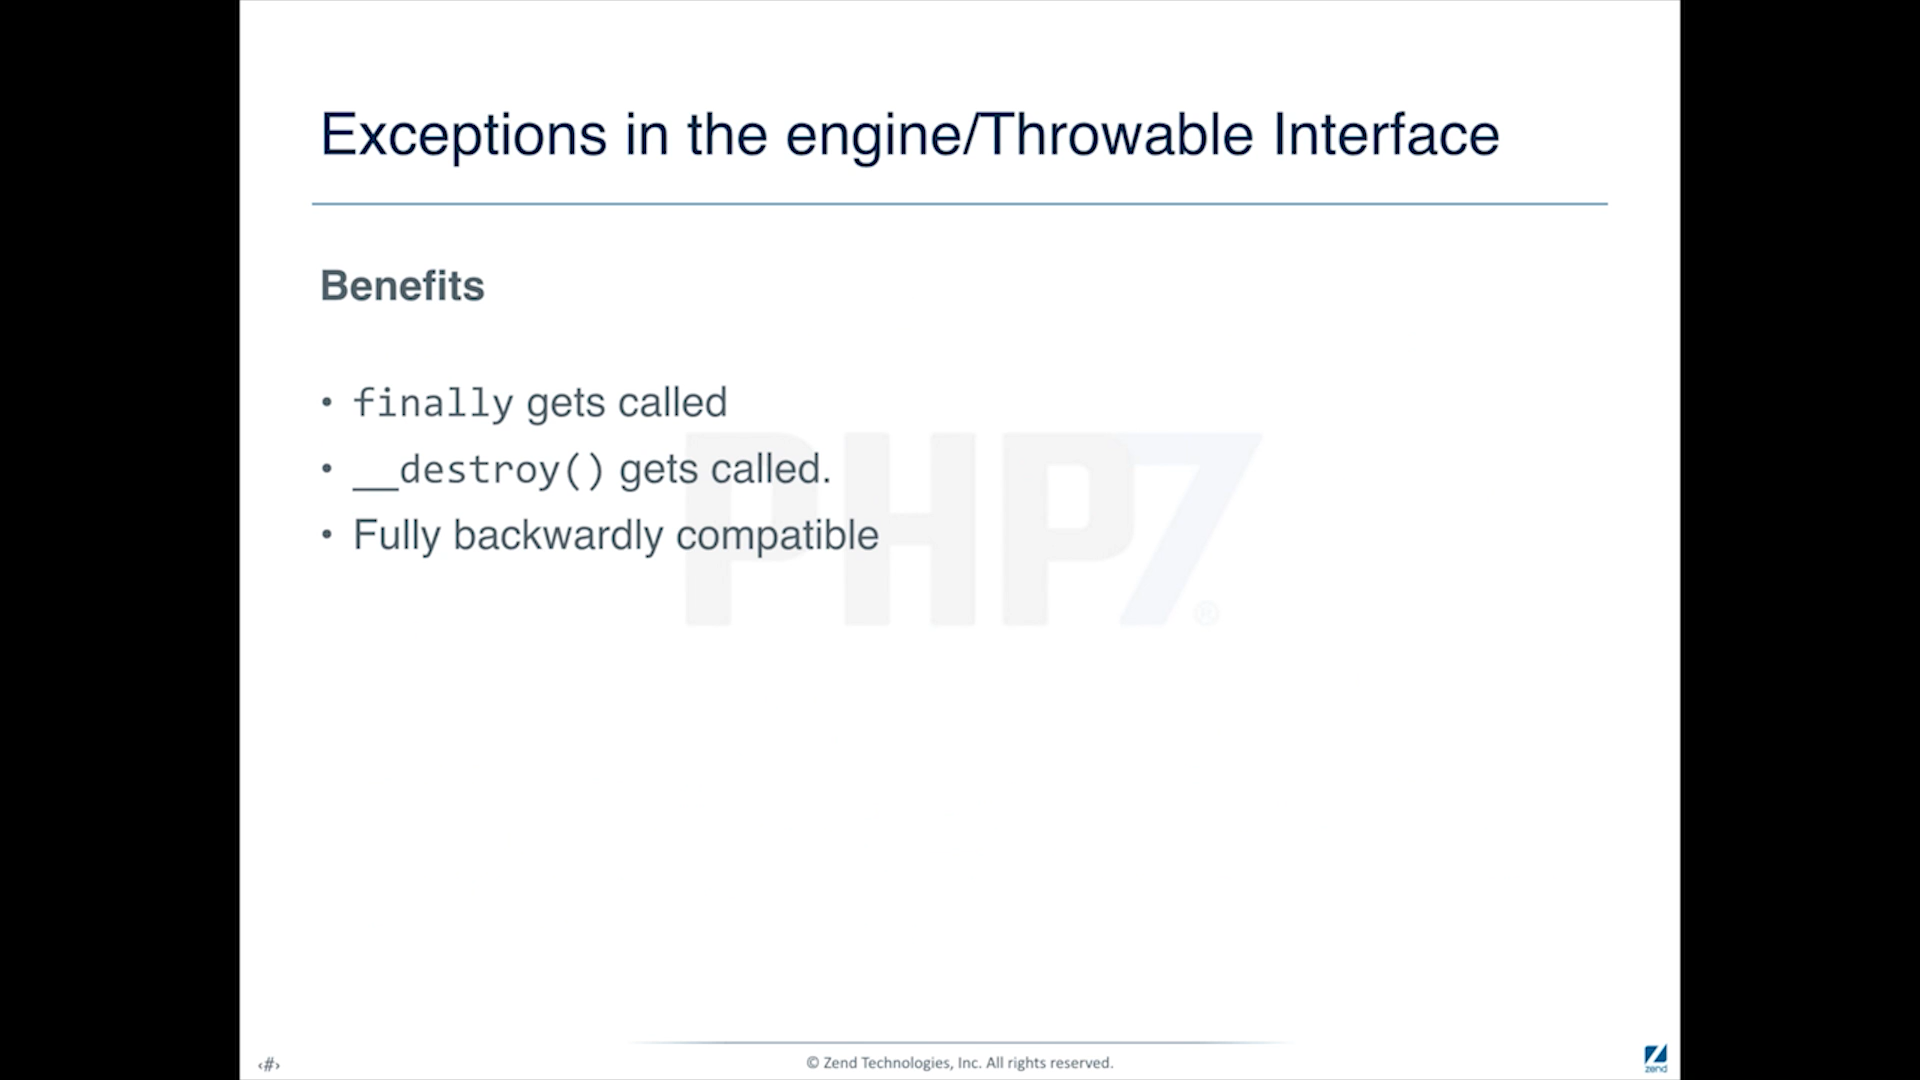 Exceptions in the engine/Throwable Interface
Benefits
• finally gets called
• __destroy() gets called.
• Fully backwardly compatible
PHP7®
‹#›
© Zend Technologies, Inc. All rights reserved.
zend